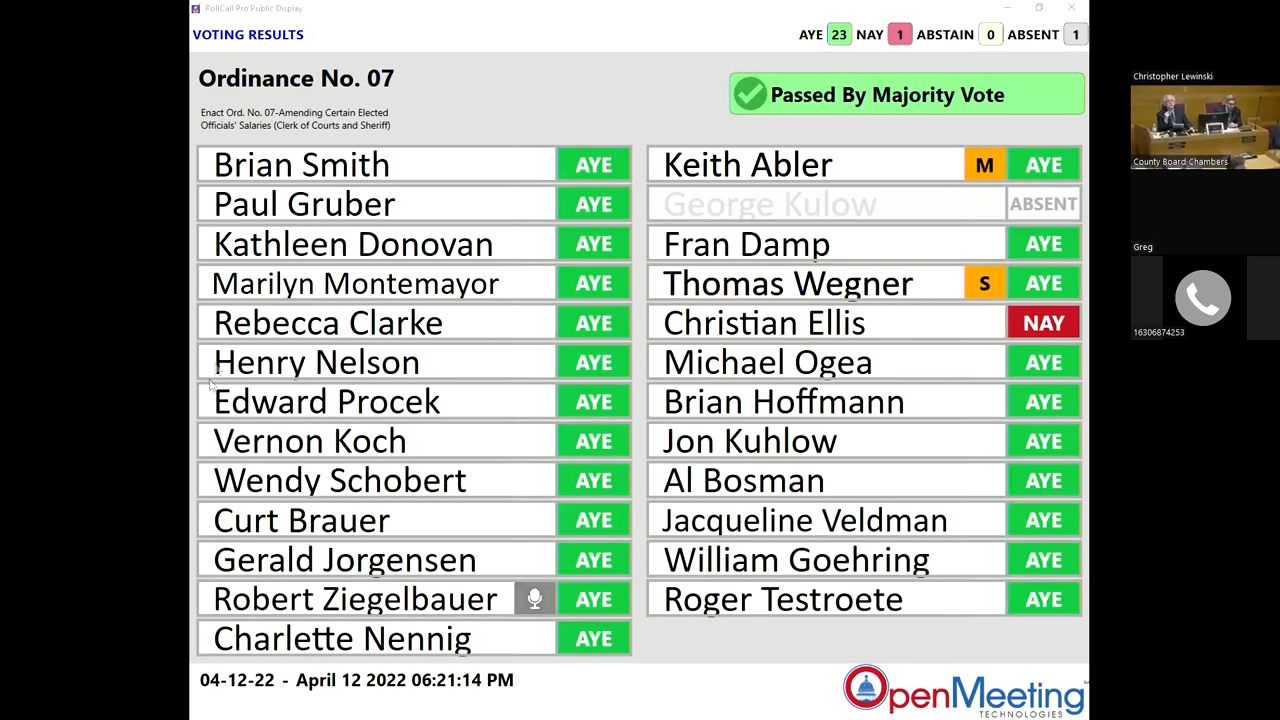 RollCall Pro Public Display
VOTING RESULTS
AYE 23 NAY 1 ABSTAIN 0 ABSENT 1
Ordinance No. 07
Passed By Majority Vote
Enact Ord. No. 07-Amending Certain Elected
Officials' Salaries (Clerk of Courts and Sheriff)
Brian Smith AYE
Paul Gruber AYE
Kathleen Donovan AYE
Marilyn Montemayor AYE
Rebecca Clarke AYE
Henry Nelson AYE
Edward Procek AYE
Vernon Koch AYE
Wendy Schobert AYE
Curt Brauer AYE
Gerald Jorgensen AYE
Robert Ziegelbauer AYE
Charlette Nennig AYE
Keith Abler M AYE
George Kulow ABSENT
Fran Damp AYE
Thomas Wegner S AYE
Christian Ellis NAY
Michael Ogea AYE
Brian Hoffmann AYE
Jon Kuhlow AYE
Al Bosman AYE
Jacqueline Veldman AYE
William Goehring AYE
Roger Testroete AYE
04-12-22 - April 12 2022 06:21:14 PM
OpenMeeting
TECHNOLOGIES
Christopher Lewinski
County Board Chambers
Greg
16306874253